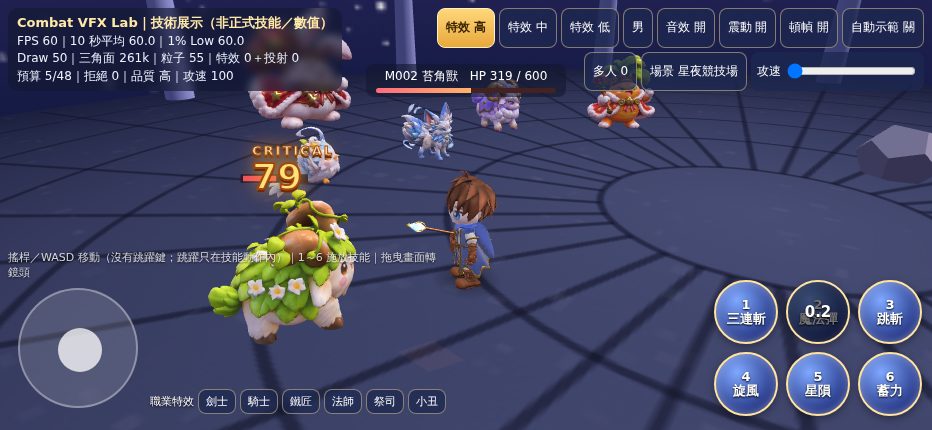 Combat VFX Lab｜技術展示（非正式技能／數值）
FPS 60｜10 秒平均 60.0｜1% Low 60.0
Draw 50｜三角面 261k｜粒子 55｜特效 0＋投射 0
預算 5/48｜拒絕 0｜品質 高｜攻速 100
特效 高
特效 中
特效 低
男
音效 開
震動 開
頓幀 開
自動示範 關
M002 苔角獸 HP 319 / 600
多人 0
場景 星夜競技場
攻速
CRITICAL
79
搖桿／WASD 移動（沒有跳躍鍵；跳躍只在技能動作內）｜1～6 施放技能｜拖曳畫面轉
鏡頭
1
三連斬
2
魔法彈
0.2
3
跳斬
4
旋風
5
星隕
6
蓄力
職業特效
劍士
騎士
鐵匠
法師
祭司
小丑